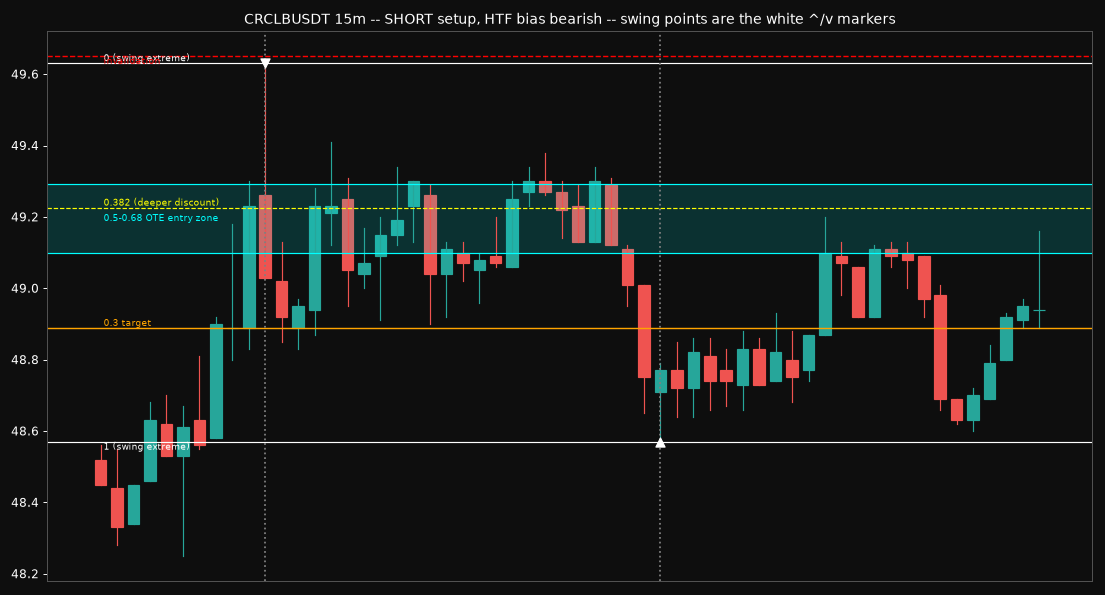 CRCLBUSDT 15m -- SHORT setup, HTF bias bearish -- swing points are the white ^/v markers
0 (swing extreme)
49.6
49.4
0.382 (deeper discount)
49.2
0.5-0.68 OTE entry zone
49.0
0.3 target
48.8
48.6
1 (swing extreme)
48.4
48.2